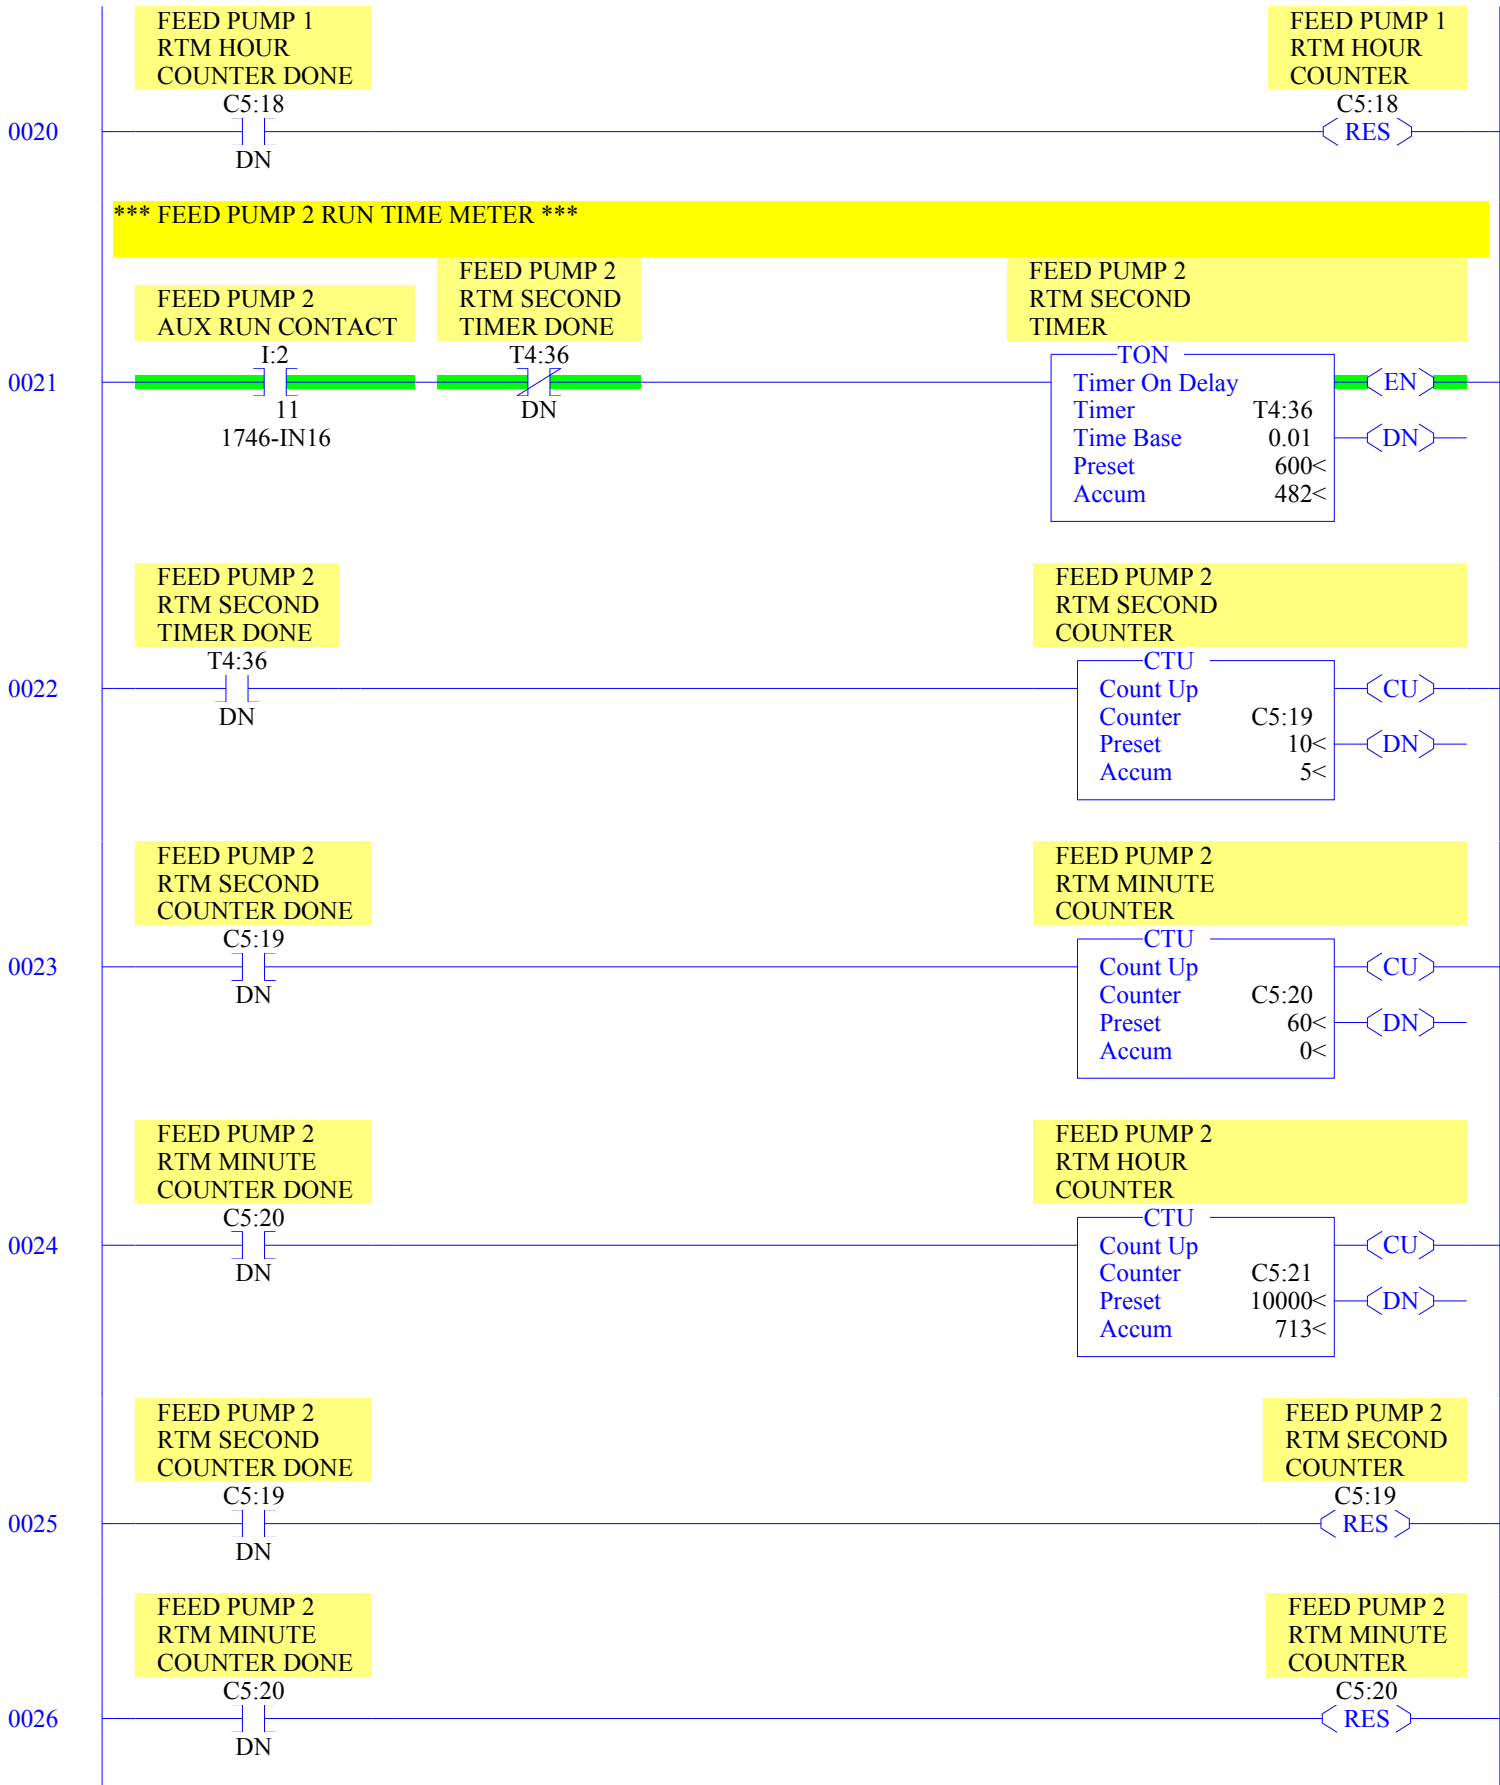 FEED PUMP 1
RTM HOUR
COUNTER DONE
C5:18
DN
FEED PUMP 1
RTM HOUR
COUNTER
C5:18
RES
0020
*** FEED PUMP 2 RUN TIME METER ***
FEED PUMP 2
AUX RUN CONTACT
I:2
11
1746-IN16
FEED PUMP 2
RTM SECOND
TIMER DONE
T4:36
DN
FEED PUMP 2
RTM SECOND
TIMER
TON
Timer On Delay
Timer T4:36
Time Base 0.01
Preset 600<
Accum 482<
EN
DN
0021
FEED PUMP 2
RTM SECOND
TIMER DONE
T4:36
DN
FEED PUMP 2
RTM SECOND
COUNTER
CTU
Count Up
Counter C5:19
Preset 10<
Accum 5<
CU
DN
0022
FEED PUMP 2
RTM SECOND
COUNTER DONE
C5:19
DN
FEED PUMP 2
RTM MINUTE
COUNTER
CTU
Count Up
Counter C5:20
Preset 60<
Accum 0<
CU
DN
0023
FEED PUMP 2
RTM MINUTE
COUNTER DONE
C5:20
DN
FEED PUMP 2
RTM HOUR
COUNTER
CTU
Count Up
Counter C5:21
Preset 10000<
Accum 713<
CU
DN
0024
FEED PUMP 2
RTM SECOND
COUNTER DONE
C5:19
DN
FEED PUMP 2
RTM SECOND
COUNTER
C5:19
RES
0025
FEED PUMP 2
RTM MINUTE
COUNTER DONE
C5:20
DN
FEED PUMP 2
RTM MINUTE
COUNTER
C5:20
RES
0026